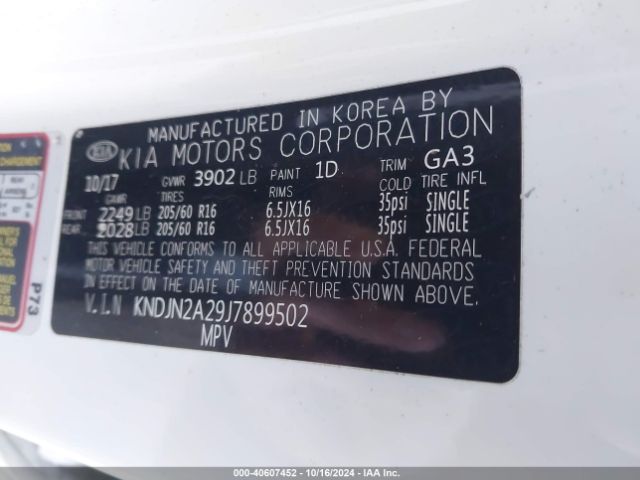 MANUFACTURED IN KOREA BY
KIA KIA MOTORS CORPORATION
10/17 GVWR 3902 LB PAINT 1D TRIM GA3
GAWR TIRES RIMS COLD TIRE INFL
FRONT 2249 LB 205/60 R16 6.5JX16 35psi SINGLE
REAR 2028 LB 205/60 R16 6.5JX16 35psi SINGLE
THIS VEHICLE CONFORMS TO ALL APPLICABLE U.S.A. FEDERAL
MOTOR VEHICLE SAFETY AND THEFT PREVENTION STANDARDS
IN EFFECT ON THE DATE OF MANUFACTURE SHOWN ABOVE.
V.I.N KNDJN2A29J7899502
MPV
P73
000-40607452 | 10/16/2024 | IAA Inc.